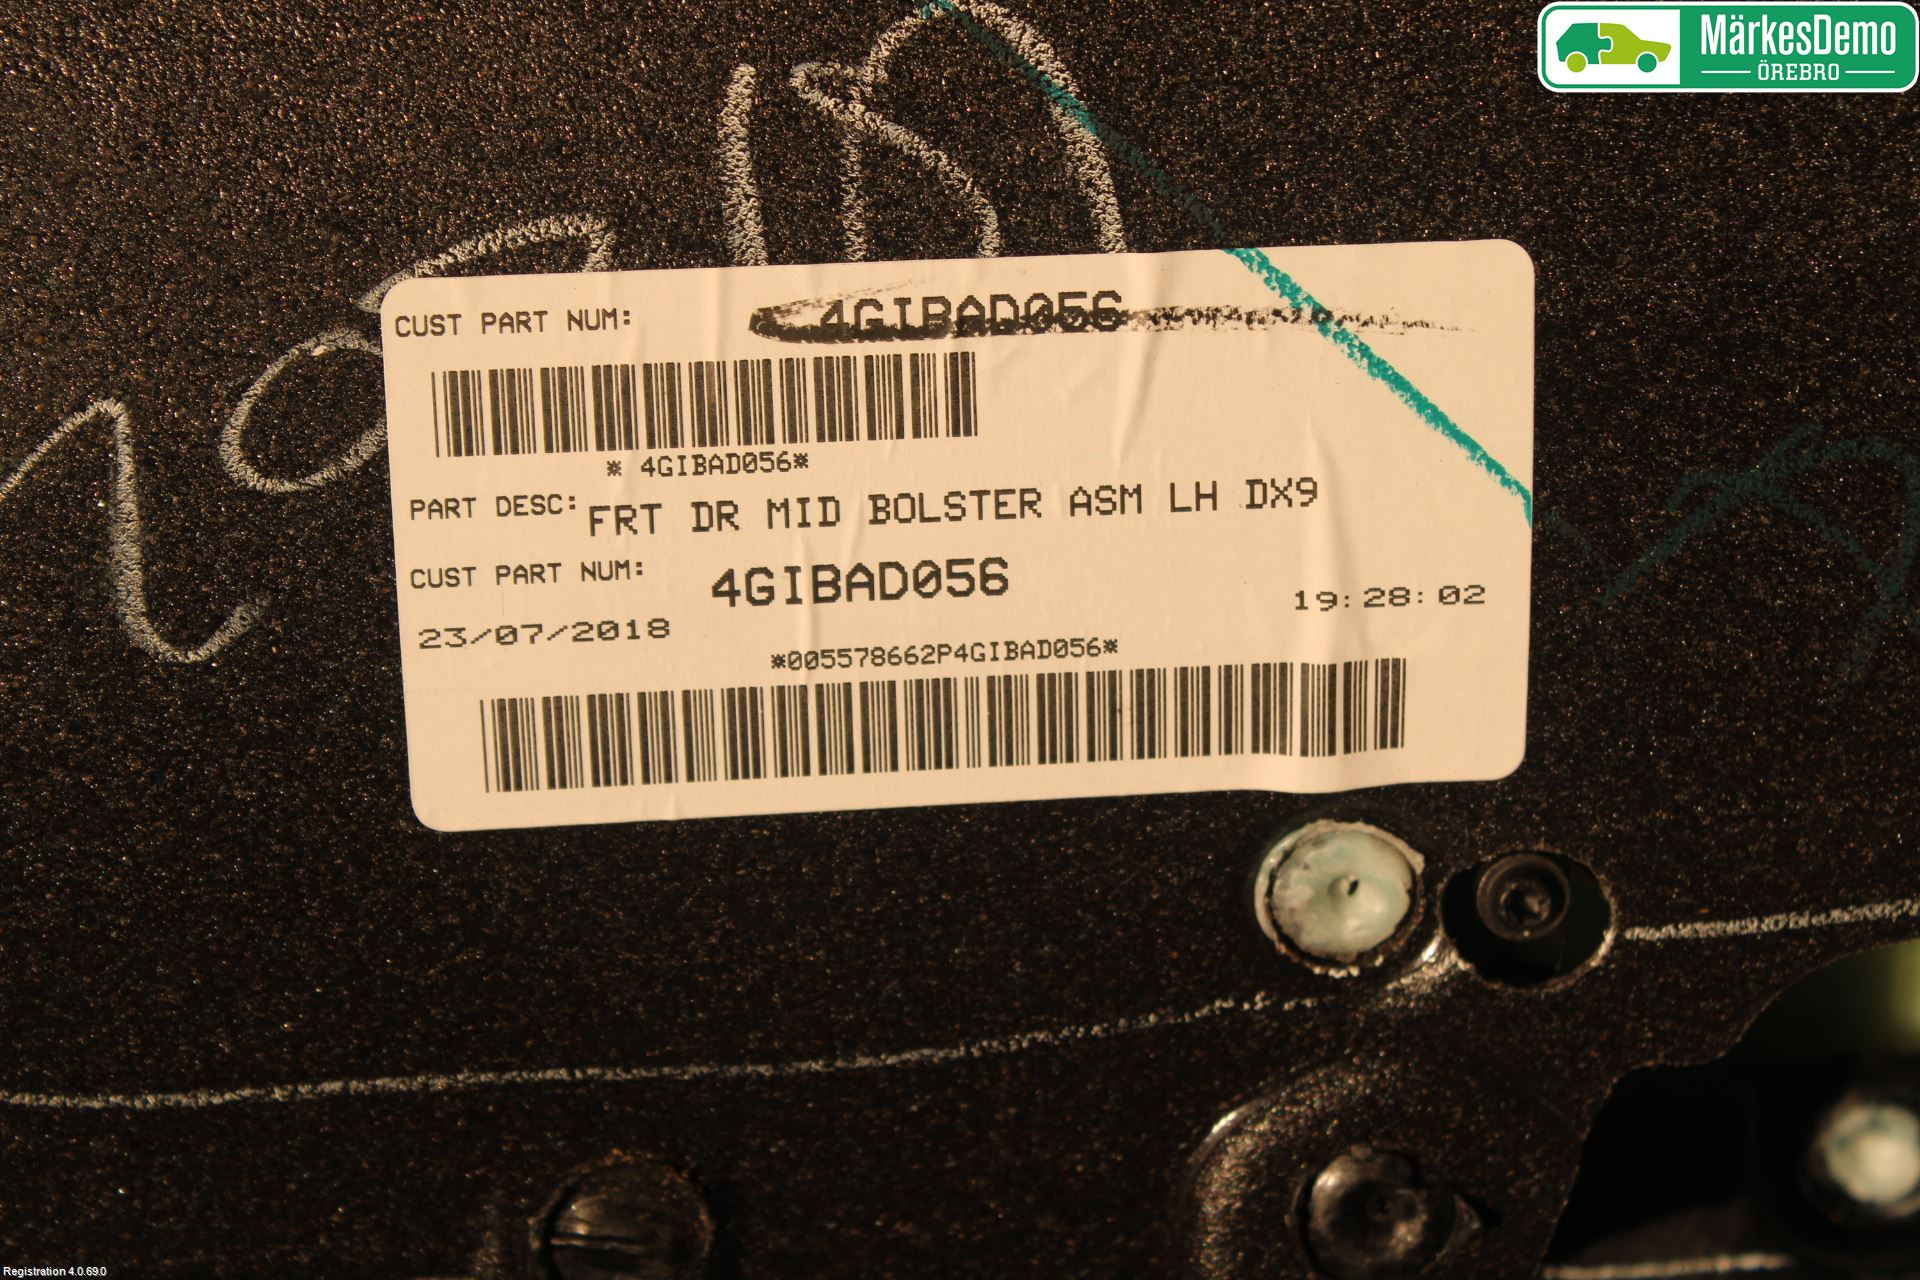 MärkesDemo
ÖREBRO
CUST PART NUM: 4GIBAD056
* 4GIBAD056*
PART DESC: FRT DR MID BOLSTER ASM LH DX9
CUST PART NUM: 4GIBAD056
23/07/2018 19:28:02
*005578662P4GIBAD056*
Registration 4.0.69.0